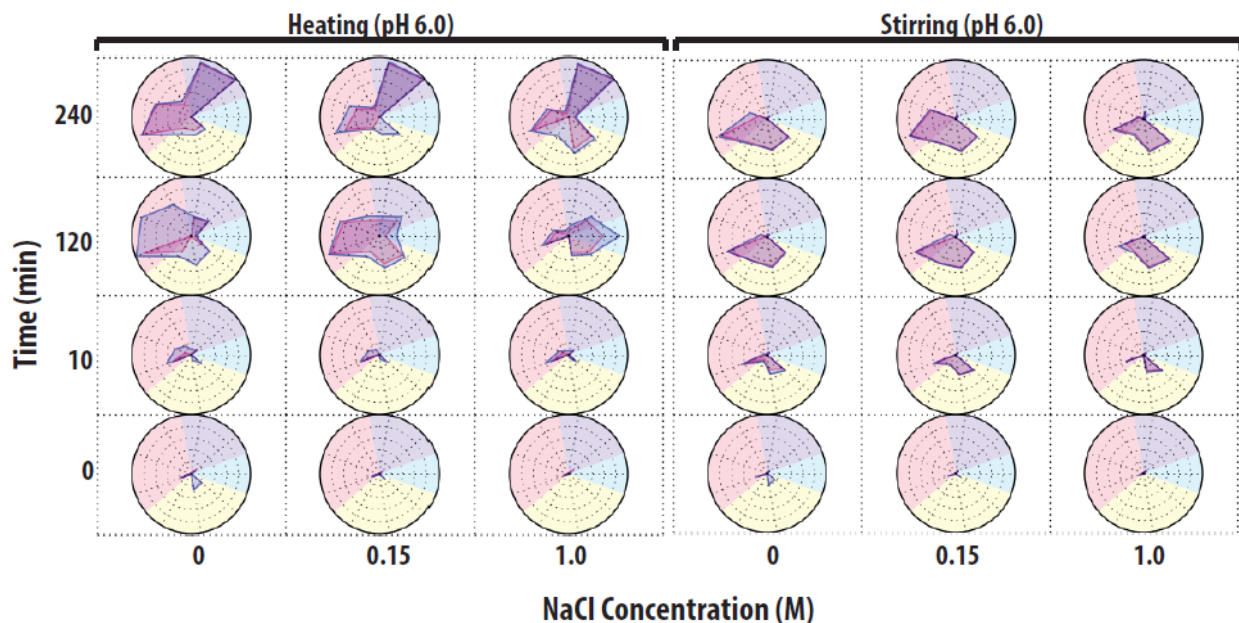 Heating (pH 6.0)
Stirring (pH 6.0)
Time (min)
240
120
10
0
0
0.15
1.0
0
0.15
1.0
NaCl Concentration (M)